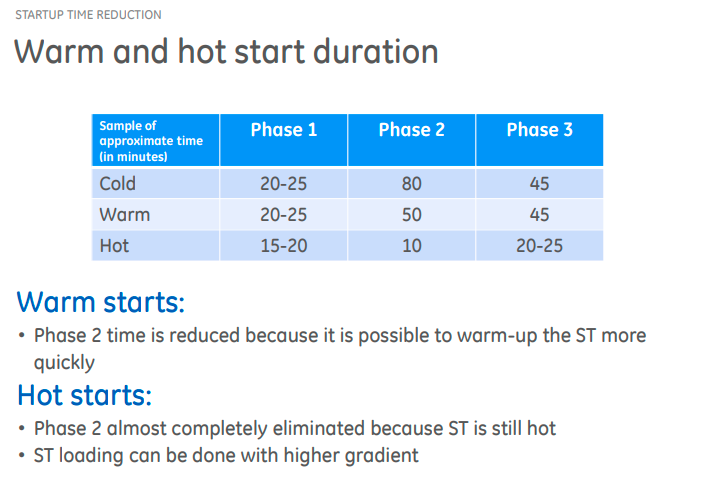 STARTUP TIME REDUCTION
Warm and hot start duration
Sample of
approximate time
(in minutes)
Phase 1
Phase 2
Phase 3
Cold 20-25 80 45
Warm 20-25 50 45
Hot 15-20 10 20-25
Warm starts:
• Phase 2 time is reduced because it is possible to warm-up the ST more
quickly
Hot starts:
• Phase 2 almost completely eliminated because ST is still hot
• ST loading can be done with higher gradient